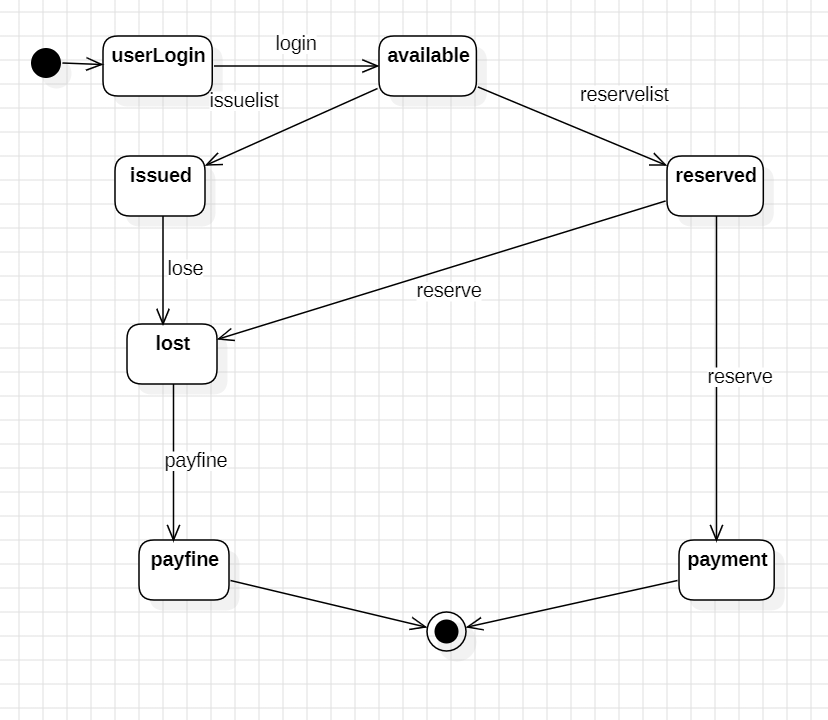 login
userLogin
available
issuelist
reservelist
issued
reserved
lose
reserve
lost
reserve
payfine
payfine
payment